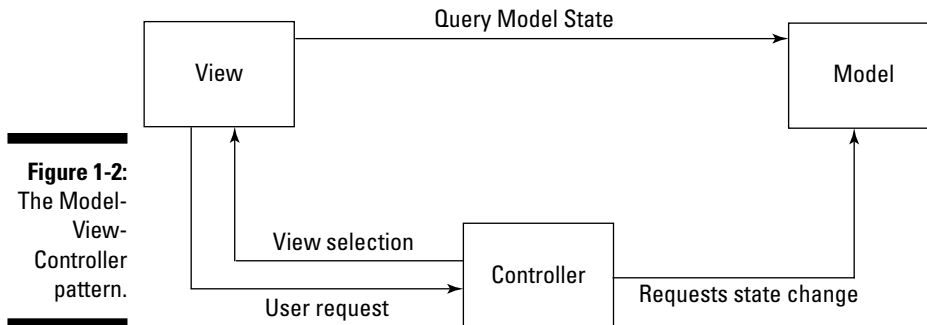 Query Model State
View
Model
Figure 1-2:
The Model-
View-
Controller
pattern.
View selection
Controller
User request
Requests state change